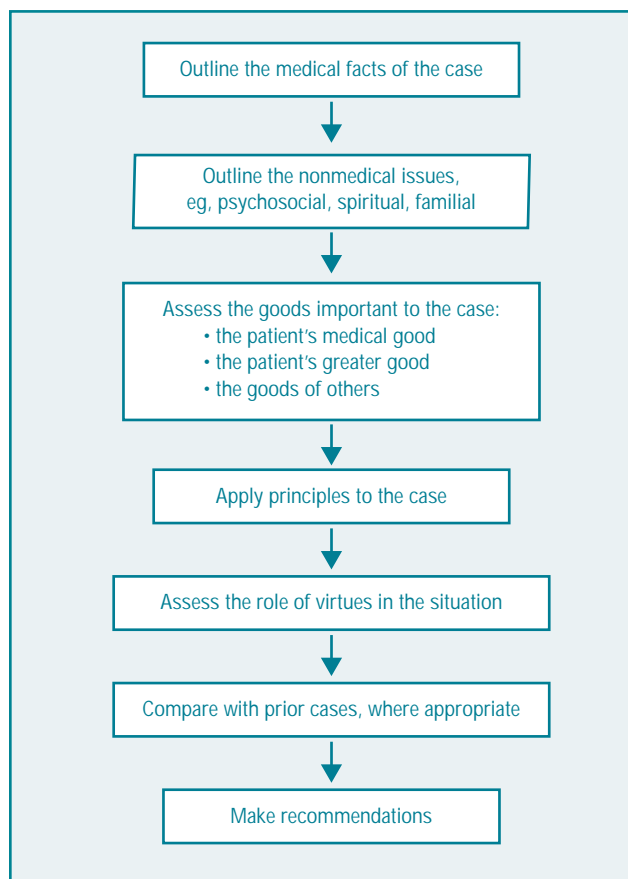 Outline the medical facts of the case
Outline the nonmedical issues,
eg, psychosocial, spiritual, familial
Assess the goods important to the case:
• the patient's medical good
• the patient's greater good
• the goods of others
Apply principles to the case
Assess the role of virtues in the situation
Compare with prior cases, where appropriate
Make recommendations